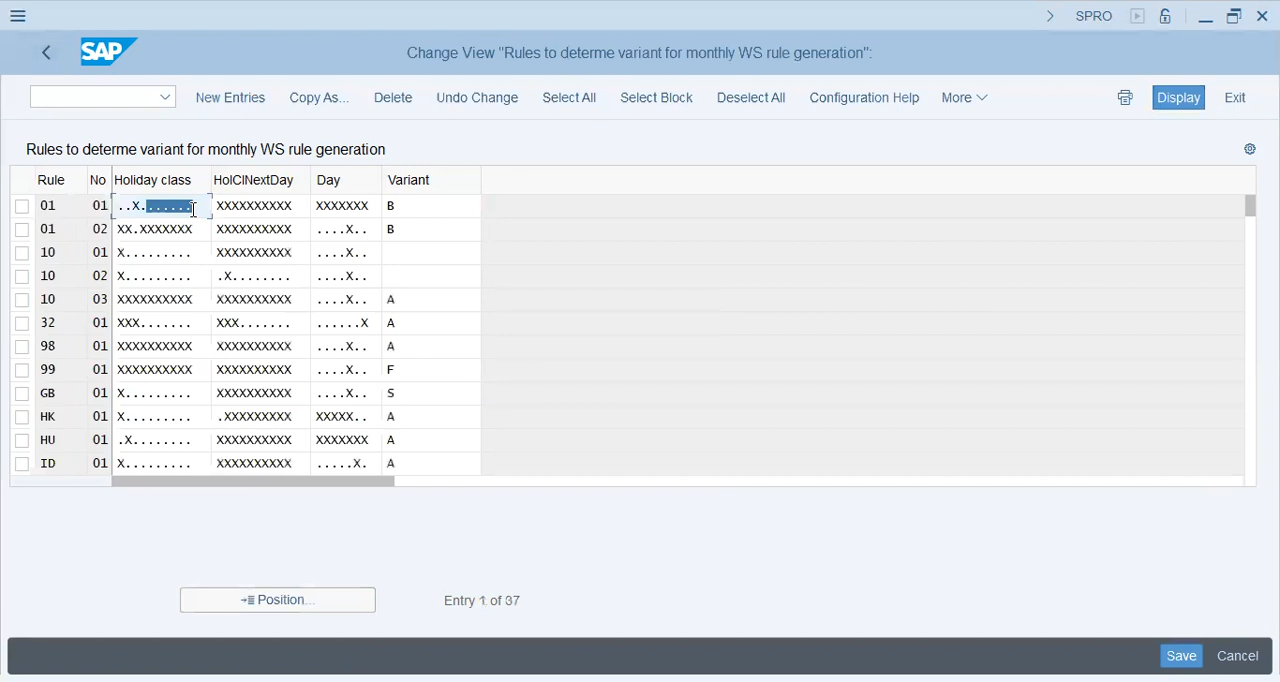 SPRO
SAP
Change View "Rules to determe variant for monthly WS rule generation":
New Entries Copy As... Delete Undo Change Select All Select Block Deselect All Configuration Help More Display Exit
Rules to determe variant for monthly WS rule generation
Rule No Holiday class HolClNextDay Day Variant
01 01 ..X....... XXXXXXXXXX XXXXXXX B
01 02 XX.XXXXXXX XXXXXXXXXX ....X.. B
10 01 X......... XXXXXXXXXX ....X..
10 02 X......... .X........ ....X..
10 03 XXXXXXXXXX XXXXXXXXXX ....X.. A
32 01 XXX....... XXX....... ......X A
98 01 XXXXXXXXXX XXXXXXXXXX ....X.. A
99 01 XXXXXXXXXX XXXXXXXXXX ....X.. F
GB 01 X......... XXXXXXXXXX ....X.. S
HK 01 X......... .XXXXXXXXX XXXXX.. A
HU 01 .X........ XXXXXXXXXX XXXXXXX A
ID 01 X......... XXXXXXXXXX .....X. A
Position... Entry 1 of 37
Save Cancel